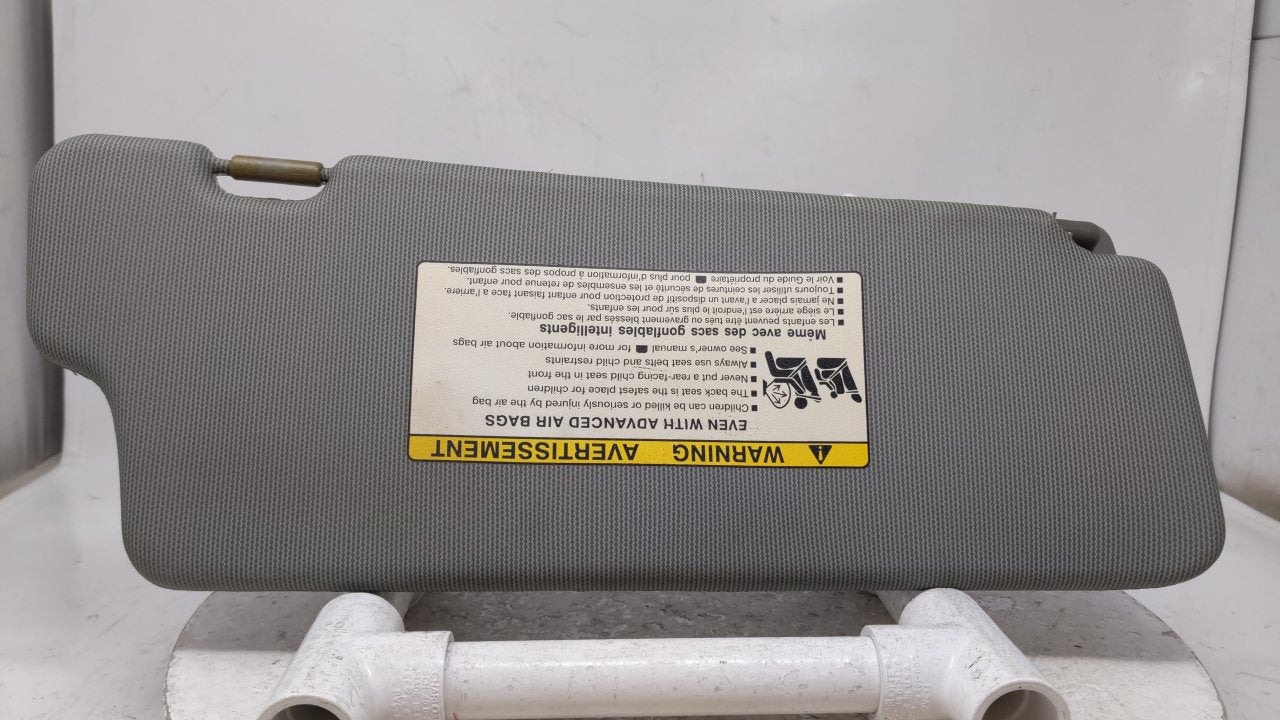 WARNING AVERTISSEMENT
EVEN WITH ADVANCED AIR BAGS
■ Children can be killed or seriously injured by the air bag
■ The back seat is the safest place for children
■ Never put a rear-facing child seat in the front
■ Always use seat belts and child restraints
■ See owner's manual for more information about air bags
Même avec des sacs gonflables intelligents
■ Les enfants peuvent être tués ou gravement blessés par le sac gonflable.
■ Le siège arrière est l'endroit le plus sûr pour les enfants.
■ Ne jamais placer à l'avant un dispositif de protection pour enfant faisant face à l'arrière.
■ Toujours utiliser les ceintures de sécurité et les ensembles de retenue pour enfant.
■ Voir le Guide du propriétaire pour plus d'information à propos des sacs gonflables.